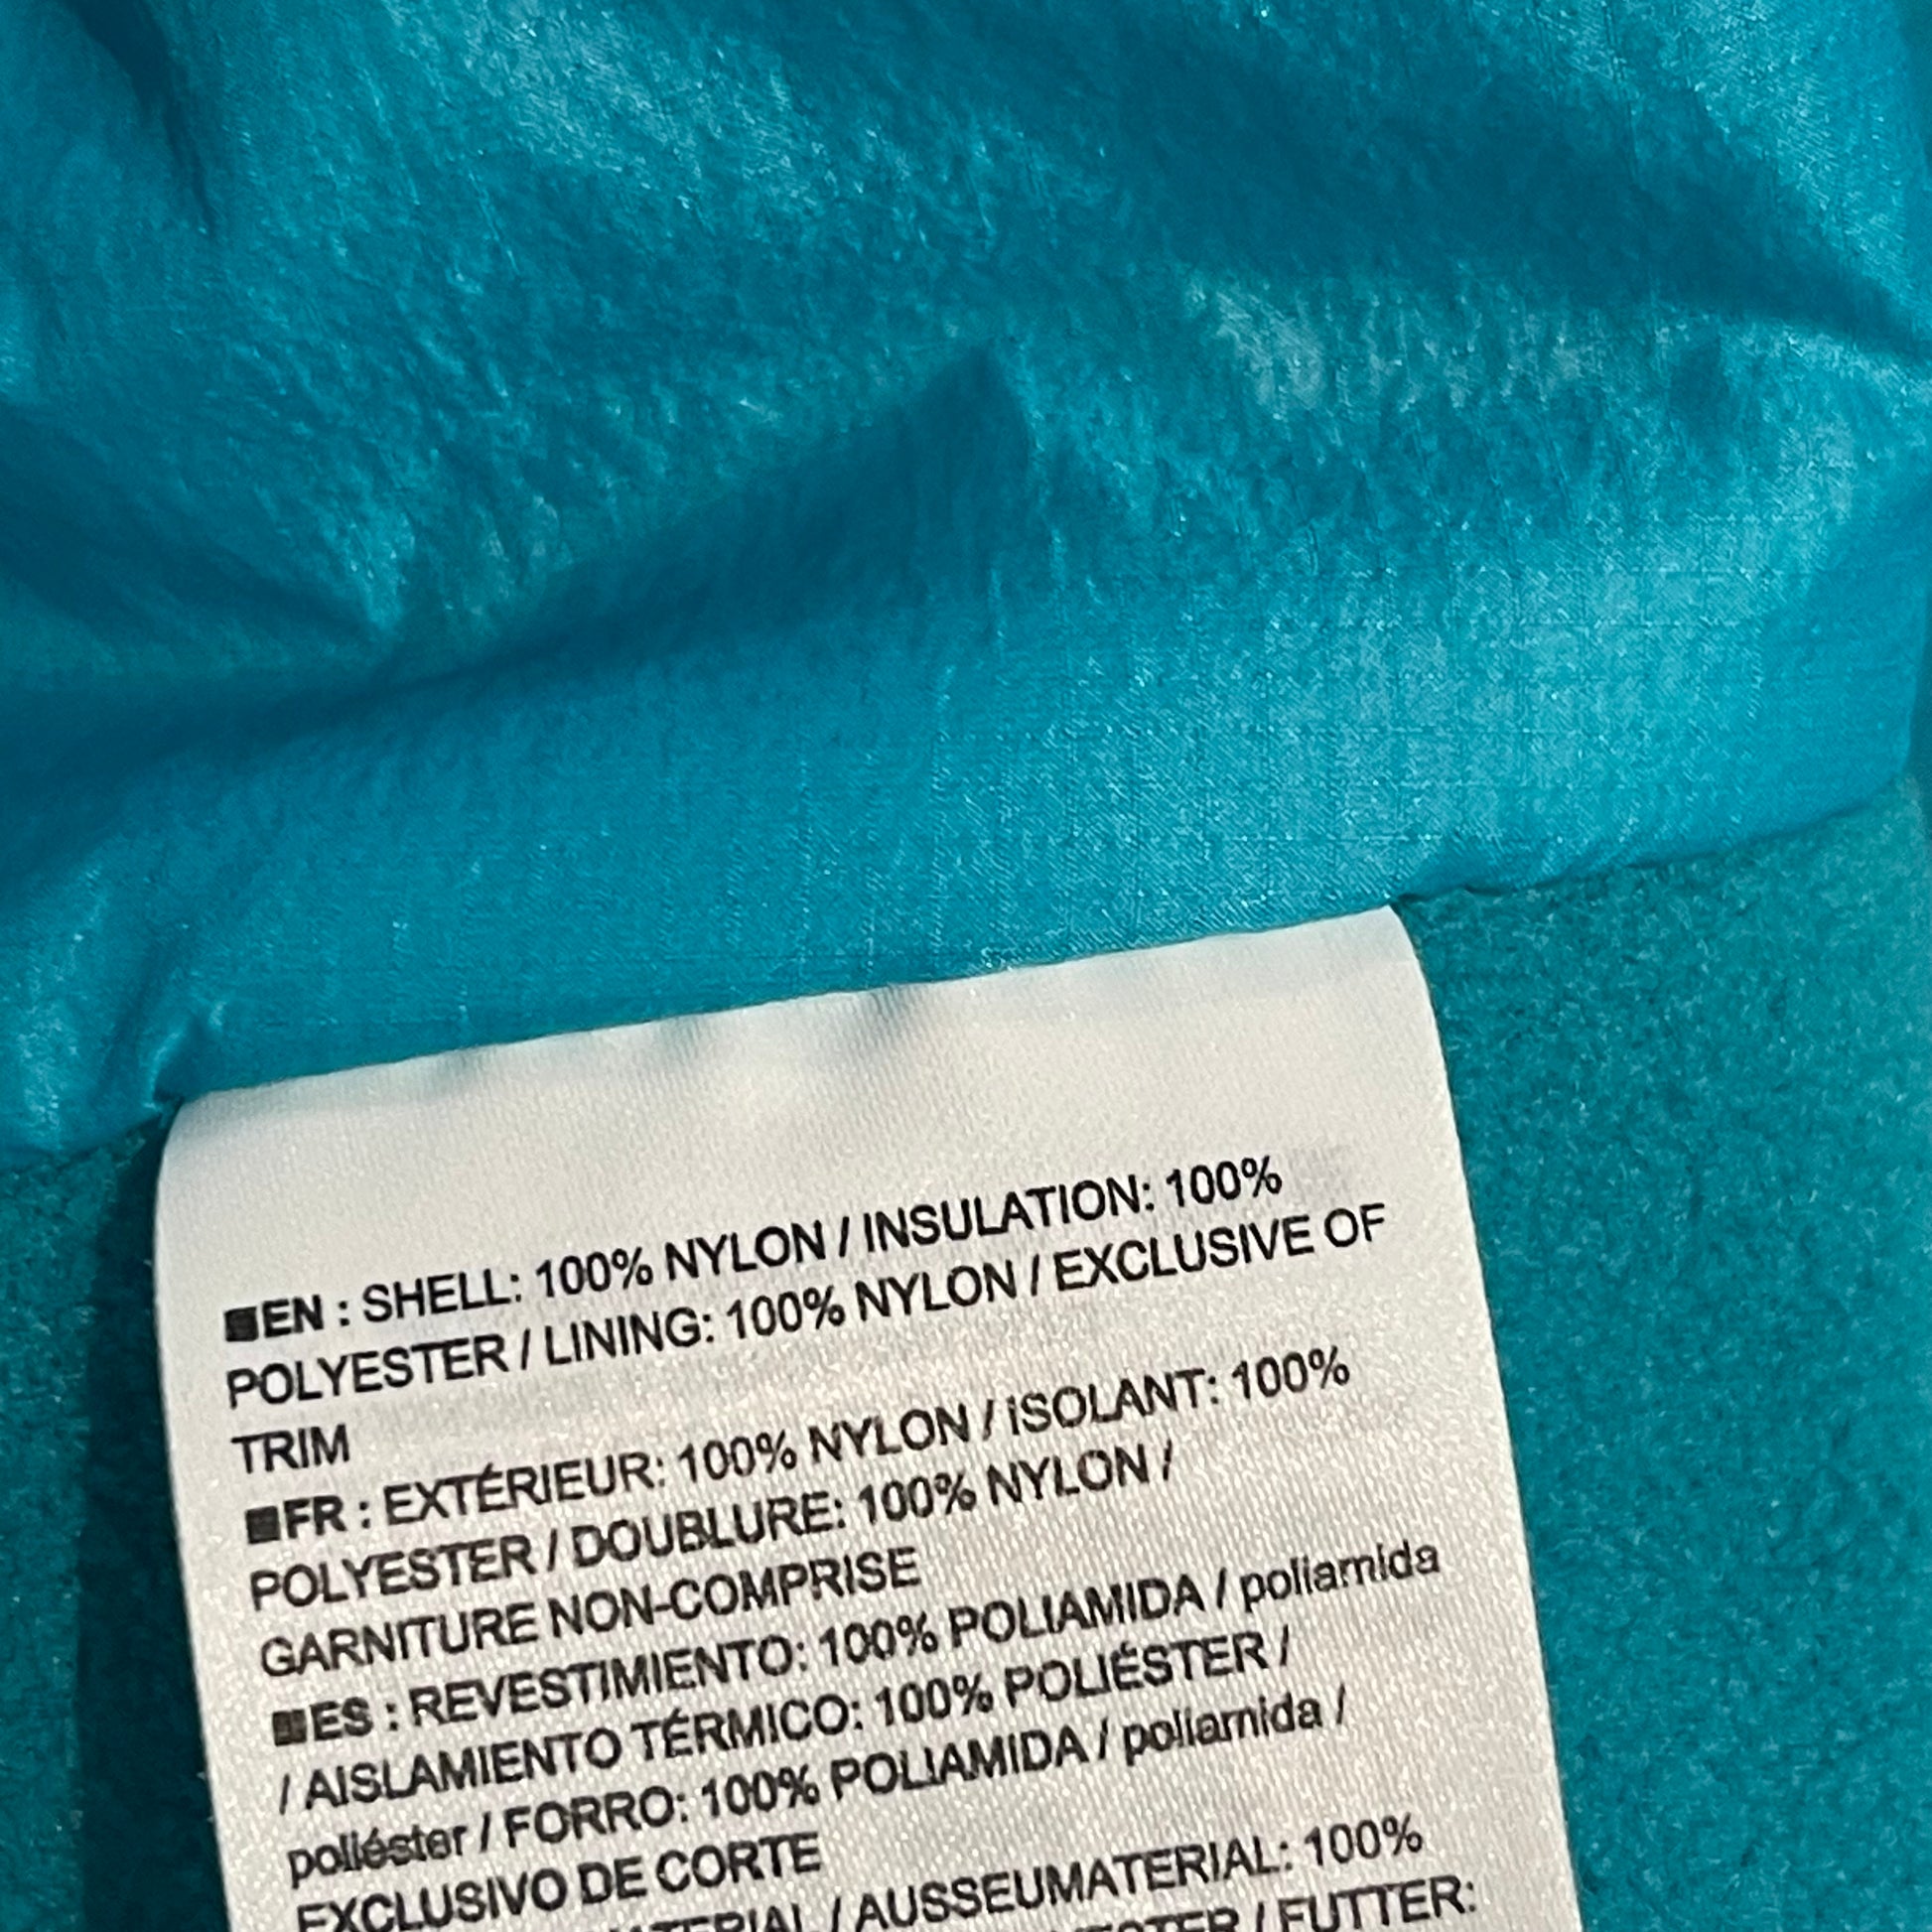 ■EN : SHELL: 100% NYLON / INSULATION: 100%
POLYESTER / LINING: 100% NYLON / EXCLUSIVE OF
TRIM
■FR : EXTÉRIEUR: 100% NYLON / ISOLANT: 100%
POLYESTER / DOUBLURE: 100% NYLON /
GARNITURE NON-COMPRISE
■ES : REVESTIMIENTO: 100% POLIAMIDA / poliamida
/ AISLAMIENTO TÉRMICO: 100% POLIÉSTER /
poliéster / FORRO: 100% POLIAMIDA / poliamida /
EXCLUSIVO DE CORTE
/ AUSSEUMATERIAL: 100%
/ FUTTER: